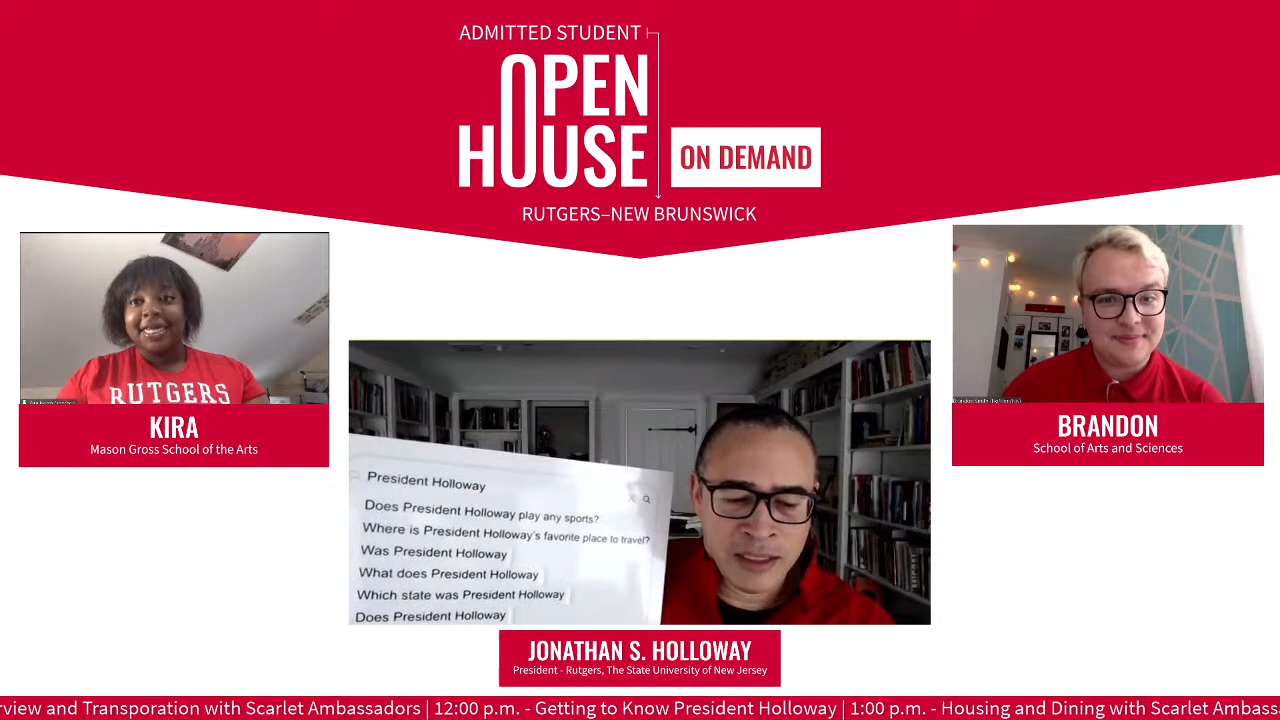 ADMITTED STUDENT
OPEN
HOUSE
ON DEMAND
RUTGERS–NEW BRUNSWICK
RUTGERS
KIRA
Mason Gross School of the Arts
BRANDON
School of Arts and Sciences
President Holloway
Does President Holloway play any sports?
Where is President Holloway's favorite place to travel?
Was President Holloway
What does President Holloway
Which state was President Holloway
Does President Holloway
JONATHAN S. HOLLOWAY
President - Rutgers, The State University of New Jersey
rview and Transporation with Scarlet Ambassadors | 12:00 p.m. - Getting to Know President Holloway | 1:00 p.m. - Housing and Dining with Scarlet Ambass